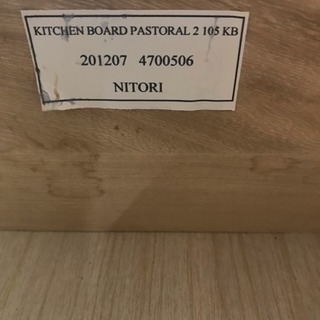 KITCHEN BOARD PASTORAL 2 105 KB
201207 4700506
NITORI